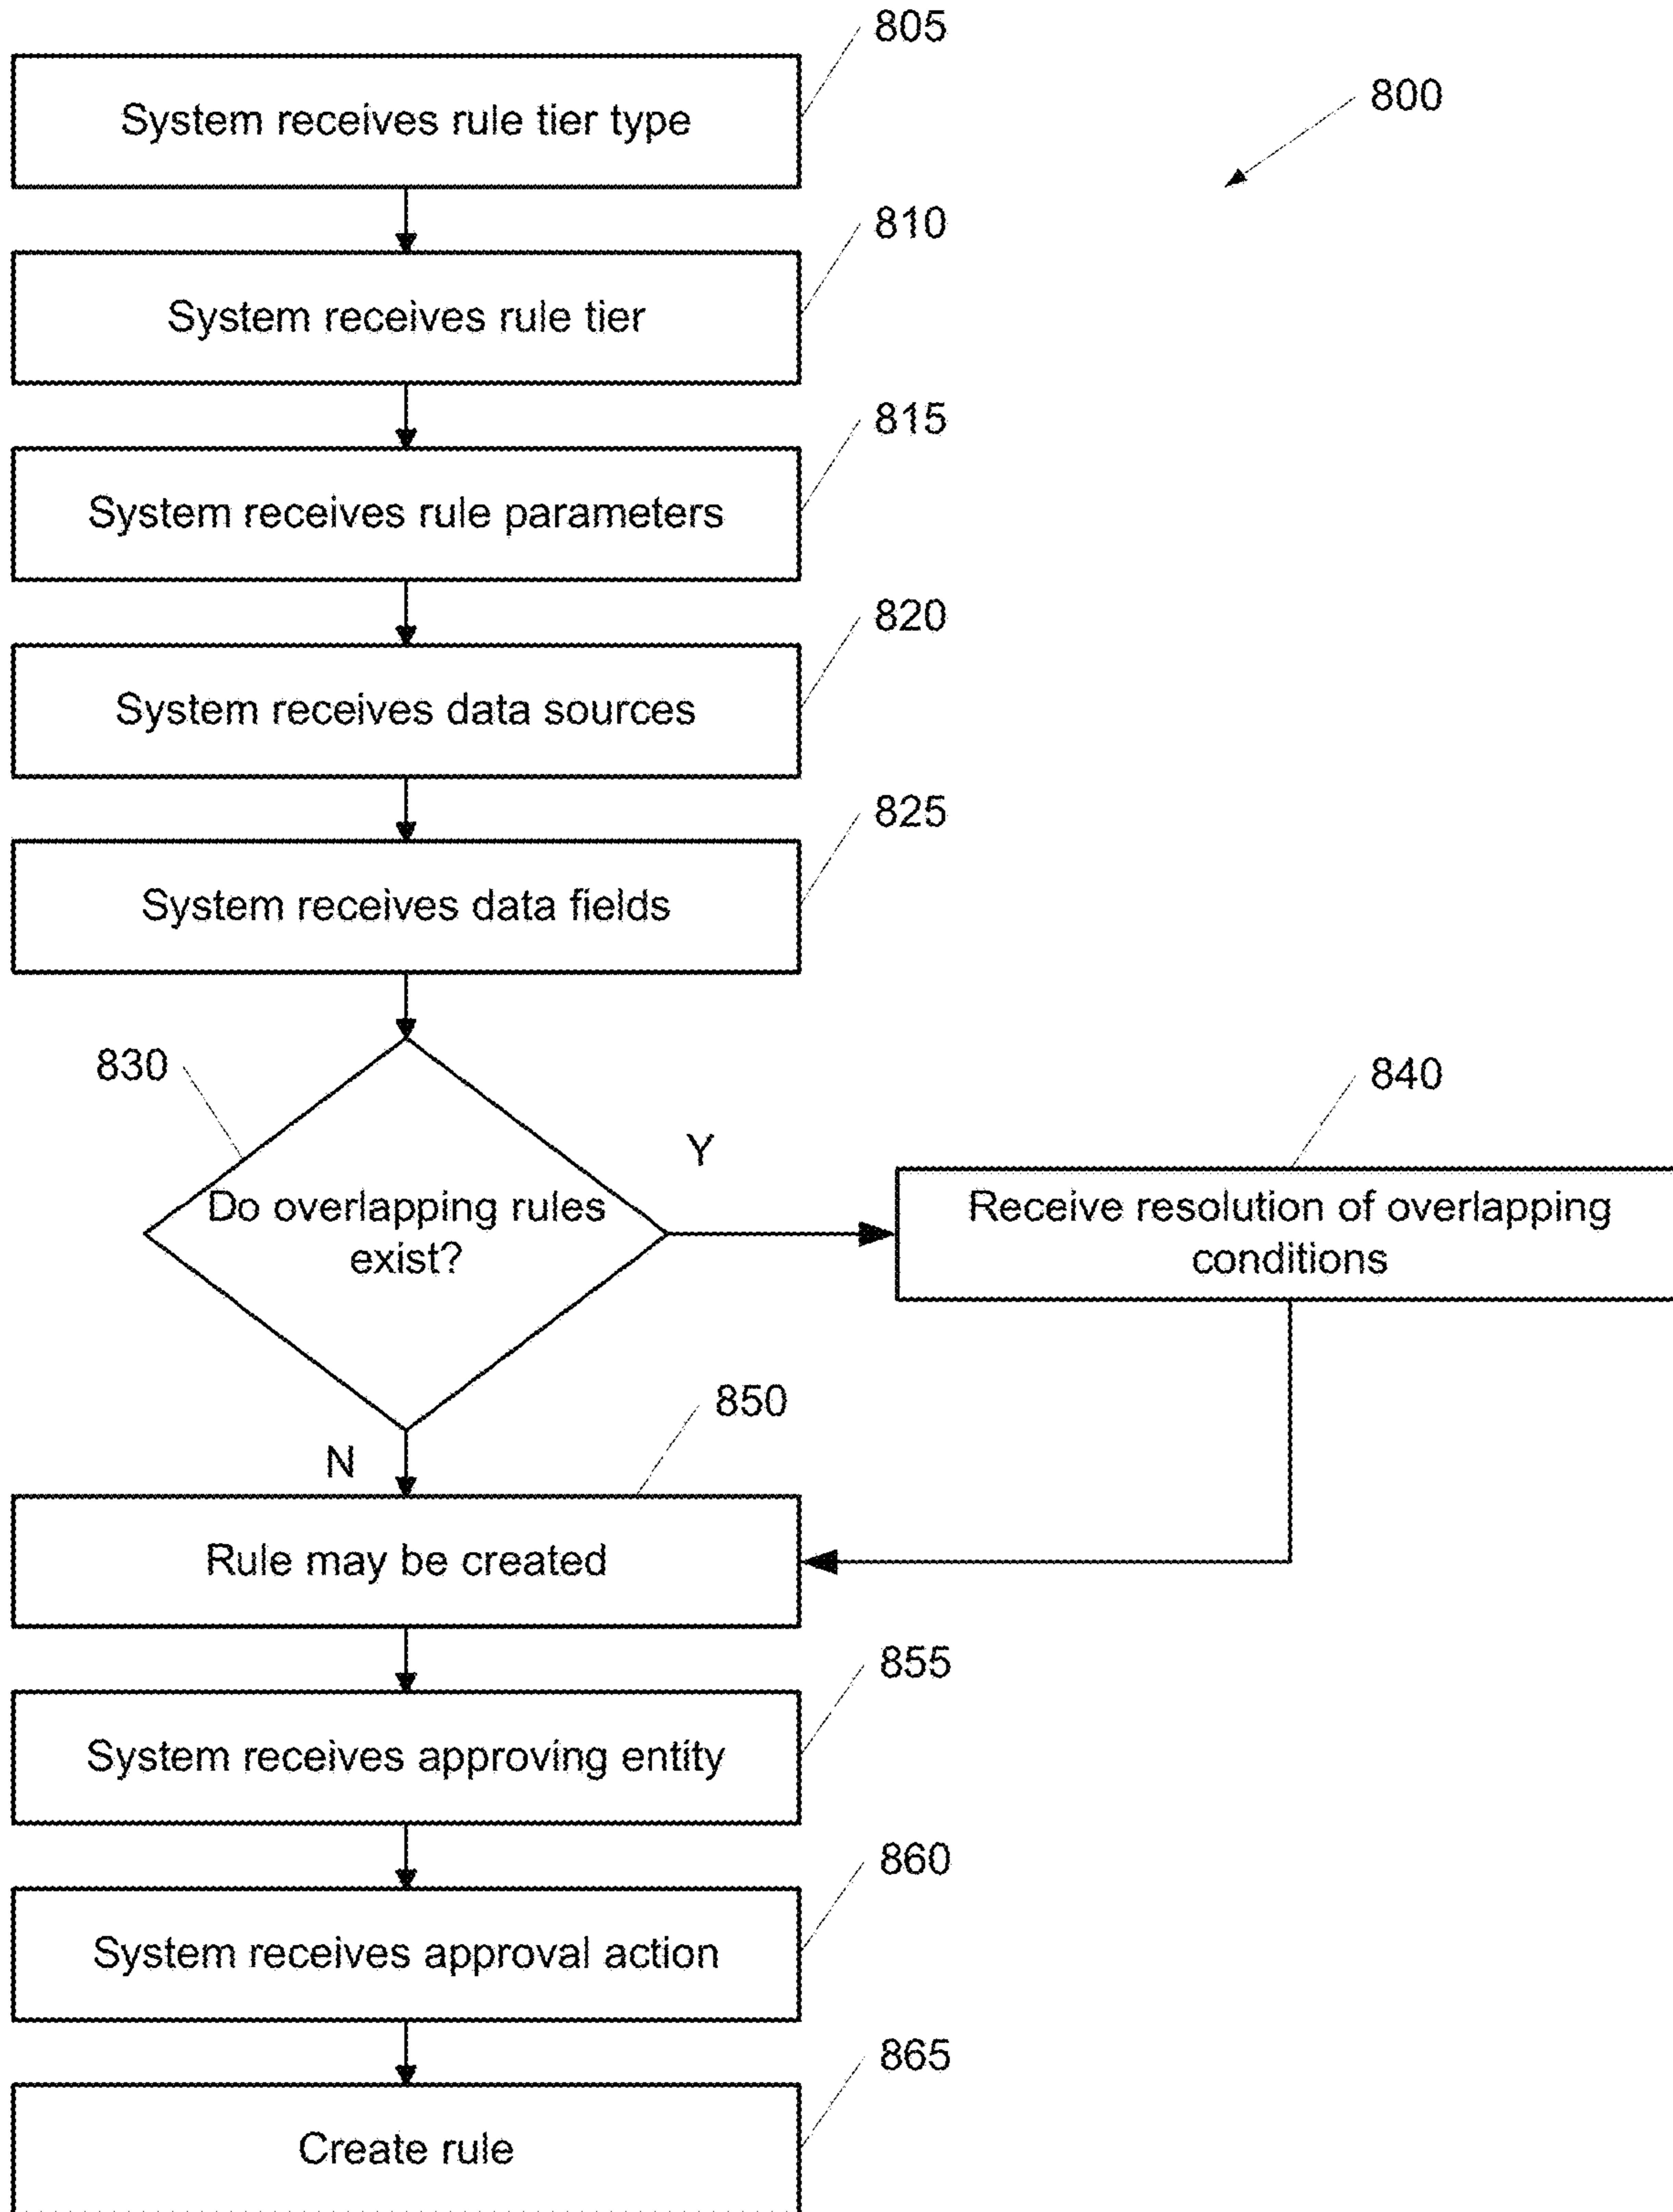 805
System receives rule tier type
800
810
System receives rule tier
815
System receives rule parameters
820
System receives data sources
825
System receives data fields
830
Do overlapping rules
exist?
Y
840
Receive resolution of overlapping
conditions
N
850
Rule may be created
855
System receives approving entity
860
System receives approval action
865
Create rule